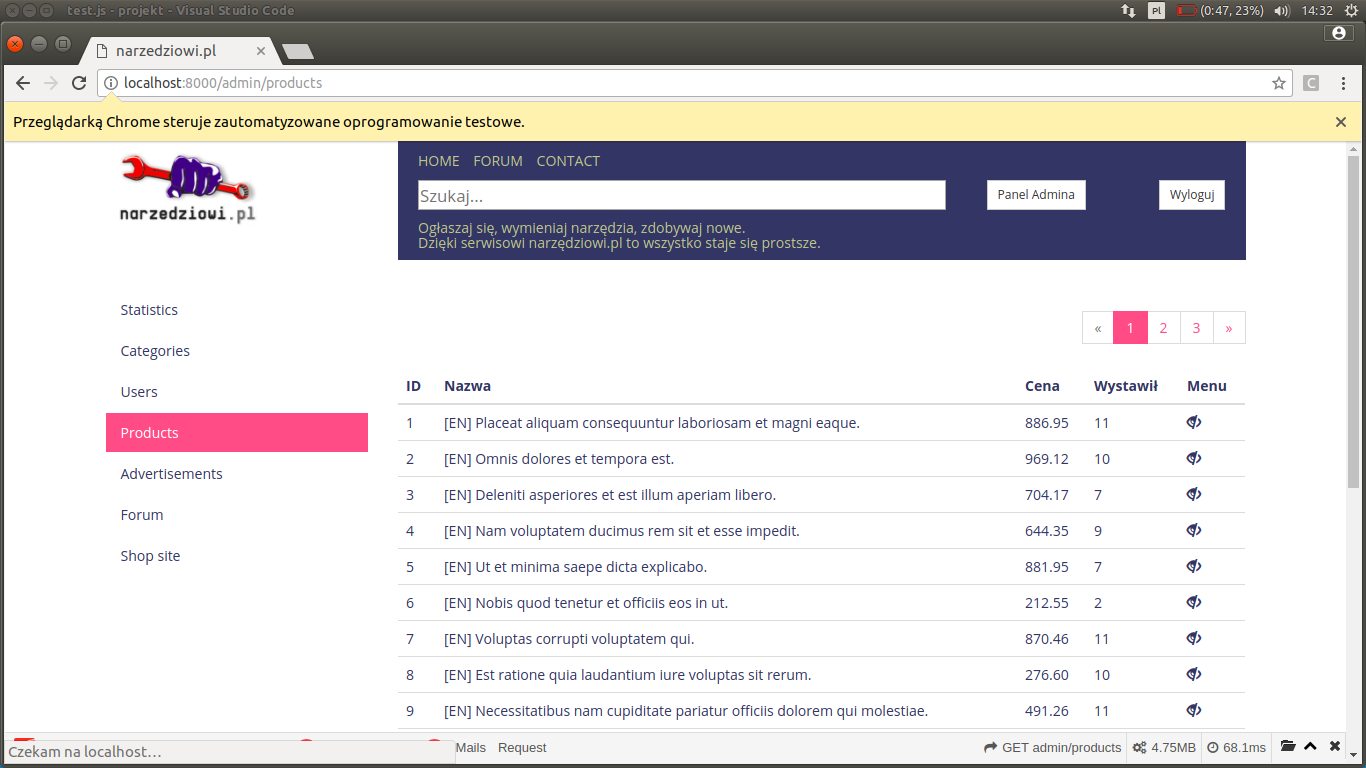 test.js - projekt - Visual Studio Code
Pl
(0:47, 23%)
14:32
narzedziowi.pl
localhost:8000/admin/products
C
Przeglądarką Chrome steruje zautomatyzowane oprogramowanie testowe.
narzedziowi.pl
HOME FORUM CONTACT
Szukaj...
Panel Admina
Wyloguj
Ogłaszaj się, wymieniaj narzędzia, zdobywaj nowe.
Dzięki serwisowi narzędziowi.pl to wszystko staje się prostsze.
Statistics
Categories
Users
Products
Advertisements
Forum
Shop site
« 1 2 3 »
ID Nazwa Cena Wystawił Menu
1 [EN] Placeat aliquam consequuntur laboriosam et magni eaque. 886.95 11
2 [EN] Omnis dolores et tempora est. 969.12 10
3 [EN] Deleniti asperiores et est illum aperiam libero. 704.17 7
4 [EN] Nam voluptatem ducimus rem sit et esse impedit. 644.35 9
5 [EN] Ut et minima saepe dicta explicabo. 881.95 7
6 [EN] Nobis quod tenetur et officiis eos in ut. 212.55 2
7 [EN] Voluptas corrupti voluptatem qui. 870.46 11
8 [EN] Est ratione quia laudantium iure voluptas sit rerum. 276.60 10
9 [EN] Necessitatibus nam cupiditate pariatur officiis dolorem qui molestiae. 491.26 11
Czekam na localhost...
Mails Request
GET admin/products 4.75MB 68.1ms